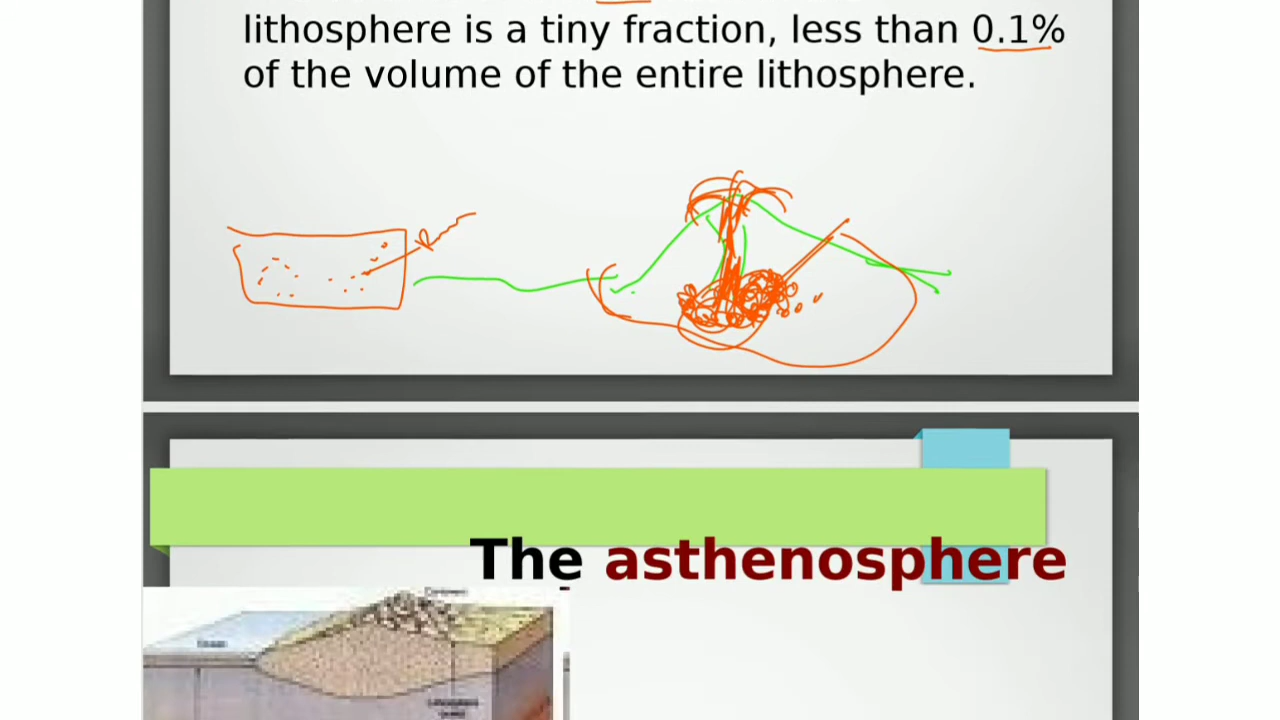 lithosphere is a tiny fraction, less than 0.1%
of the volume of the entire lithosphere.
The asthenosphere